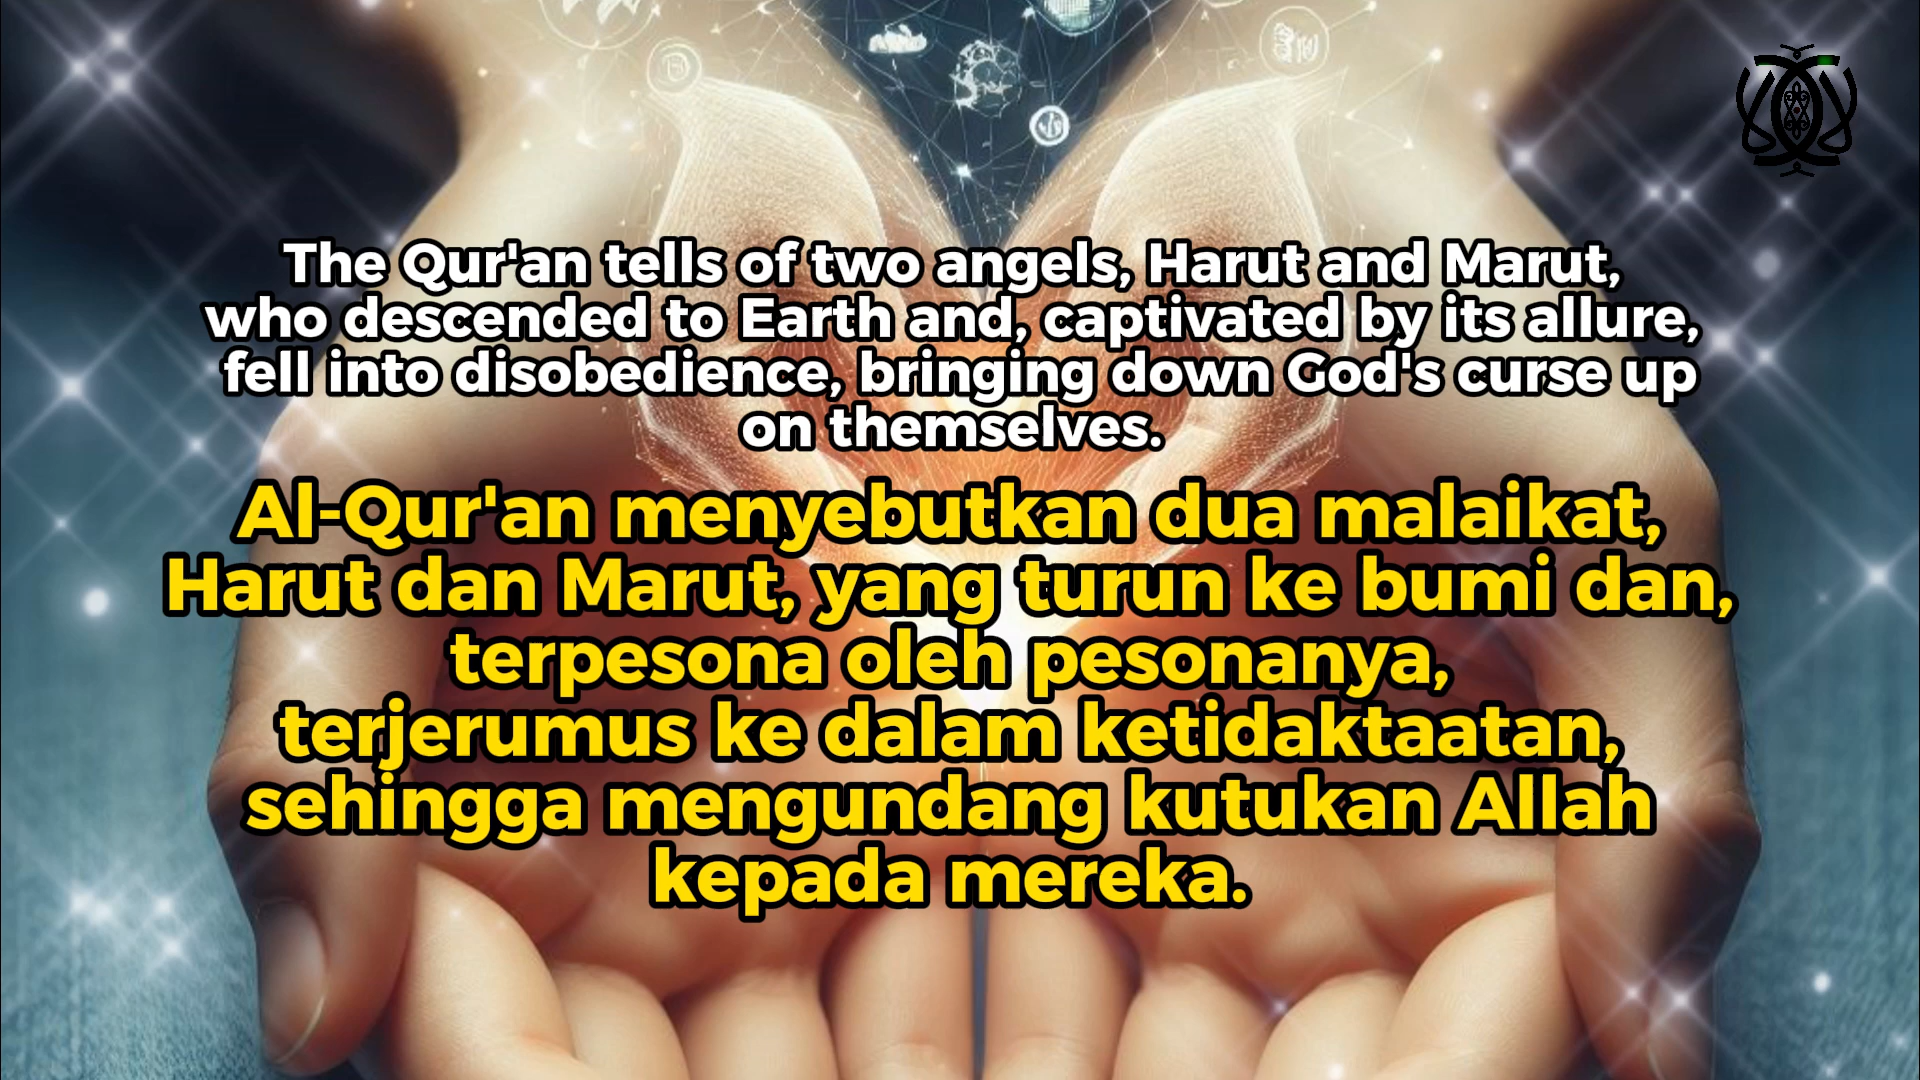 The Qur'an tells of two angels, Harut and Marut,
who descended to Earth and, captivated by its allure,
fell into disobedience, bringing down God's curse up
on themselves.
Al-Qur'an menyebutkan dua malaikat,
Harut dan Marut, yang turun ke bumi dan,
terpesona oleh pesonanya,
terjerumus ke dalam ketidaktaatan,
sehingga mengundang kutukan Allah
kepada mereka.